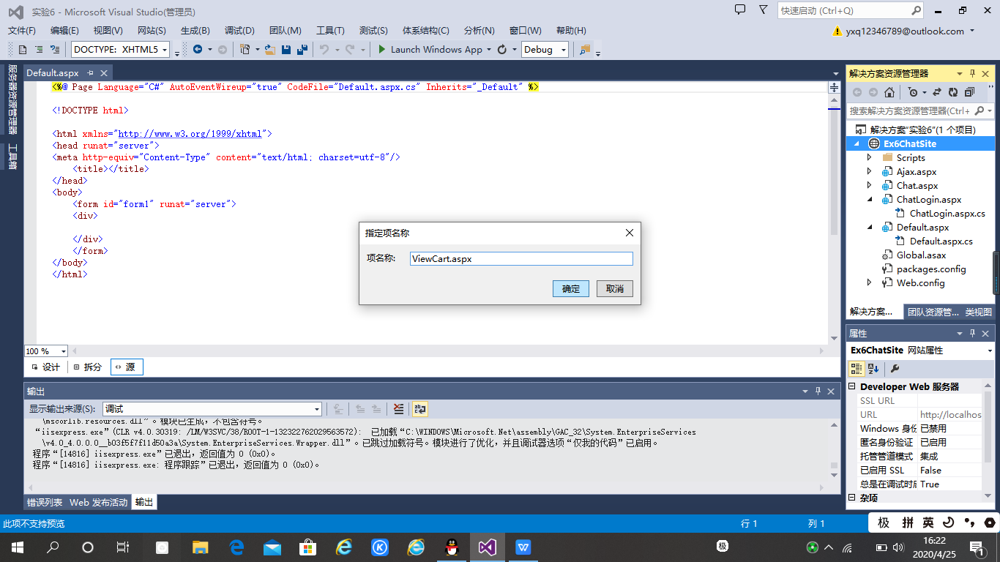 实验6 - Microsoft Visual Studio(管理员)
快速启动 (Ctrl+Q)
文件(F) 编辑(E) 视图(V) 网站(S) 生成(B) 调试(D) 团队(M) 工具(T) 测试(S) 体系结构(C) 分析(N) 窗口(W) 帮助(H)
yxq12346789@outlook.com
DOCTYPE: XHTML5
Launch Windows App
Debug
服务器资源管理器
工具箱
Default.aspx
<%@ Page Language="C#" AutoEventWireup="true" CodeFile="Default.aspx.cs" Inherits="_Default" %>
<!DOCTYPE html>
<html xmlns="http://www.w3.org/1999/xhtml">
<head runat="server">
<meta http-equiv="Content-Type" content="text/html; charset=utf-8"/>
<title></title>
</head>
<body>
<form id="form1" runat="server">
<div>
</div>
</form>
</body>
</html>
指定项名称
项名称:
ViewCart.aspx
确定
取消
100 %
设计
拆分
源
解决方案资源管理器
搜索解决方案资源管理器(Ctrl+
解决方案"实验6"(1 个项目)
Ex6ChatSite
Scripts
Ajax.aspx
Chat.aspx
ChatLogin.aspx
ChatLogin.aspx.cs
Default.aspx
Default.aspx.cs
Global.asax
packages.config
Web.config
解决方案... 团队资源管... 类视图
属性
Ex6ChatSite 网站属性
Developer Web 服务器
SSL URL
URL http://localhos
Windows 身份 已禁用
匿名身份验证 已启用
托管管道模式 集成
已启用 SSL False
总是在调试时启 True
杂项
输出
显示输出来源(S): 调试
\mscorlib.resources.dll"。模块已生成，不包含符号。
“iisexpress.exe”(CLR v4.0.30319: /LM/W3SVC/38/ROOT-1-132322762029563572): 已加载“C:\WINDOWS\Microsoft.Net\assembly\GAC_32\System.EnterpriseServices
\v4.0_4.0.0.0__b03f5f7f11d50a3a\System.EnterpriseServices.Wrapper.dll”。已跳过加载符号。模块进行了优化，并且调试器选项“仅我的代码”已启用。
程序“[14816] iisexpress.exe”已退出，返回值为 0 (0x0)。
程序“[14816] iisexpress.exe: 程序跟踪”已退出，返回值为 0 (0x0)。
错误列表 Web 发布活动 输出
此项不支持预览
行 1
列 1
极 拼 英
极
16:22
2020/4/25
1